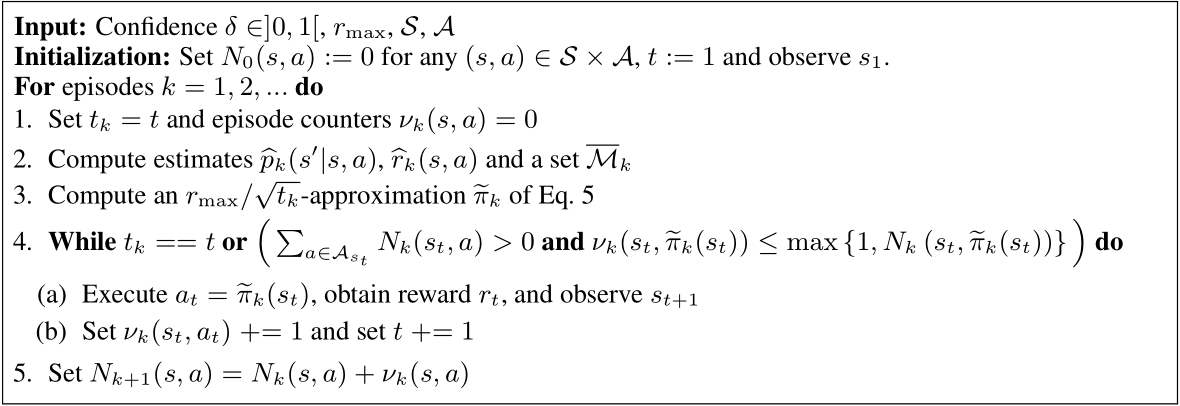 Input: Confidence δ ∈]0, 1[, r_max, 𝒮, 𝒜
Initialization: Set N_0(s, a) := 0 for any (s, a) ∈ 𝒮 × 𝒜, t := 1 and observe s_1.
For episodes k = 1, 2, ... do
1. Set t_k = t and episode counters ν_k(s, a) = 0
2. Compute estimates p̂_k(s′|s, a), r̂_k(s, a) and a set ℳ̅_k
3. Compute an r_max/√t_k-approximation π̃_k of Eq. 5
4. While t_k == t or (∑_{a∈𝒜_{s_t}} N_k(s_t, a) > 0 and ν_k(s_t, π̃_k(s_t)) ≤ max {1, N_k (s_t, π̃_k(s_t))}) do
(a) Execute a_t = π̃_k(s_t), obtain reward r_t, and observe s_{t+1}
(b) Set ν_k(s_t, a_t) += 1 and set t += 1
5. Set N_{k+1}(s, a) = N_k(s, a) + ν_k(s, a)